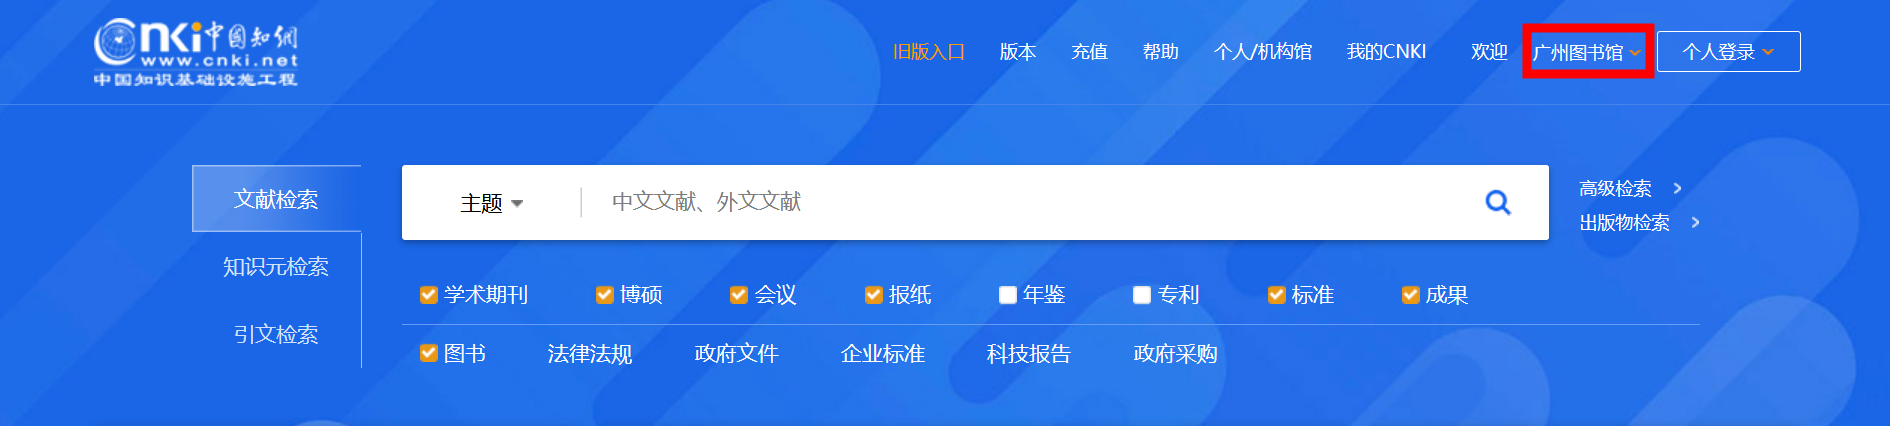 cnki中国知網
www.cnki.net
中国知识基础设施工程
旧版入口 版本 充值 帮助 个人/机构馆 我的CNKI 欢迎 广州图书馆 个人登录
文献检索
知识元检索
引文检索
主题 中文文献、外文文献
高级检索
出版物检索
学术期刊 博硕 会议 报纸 年鉴 专利 标准 成果
图书 法律法规 政府文件 企业标准 科技报告 政府采购